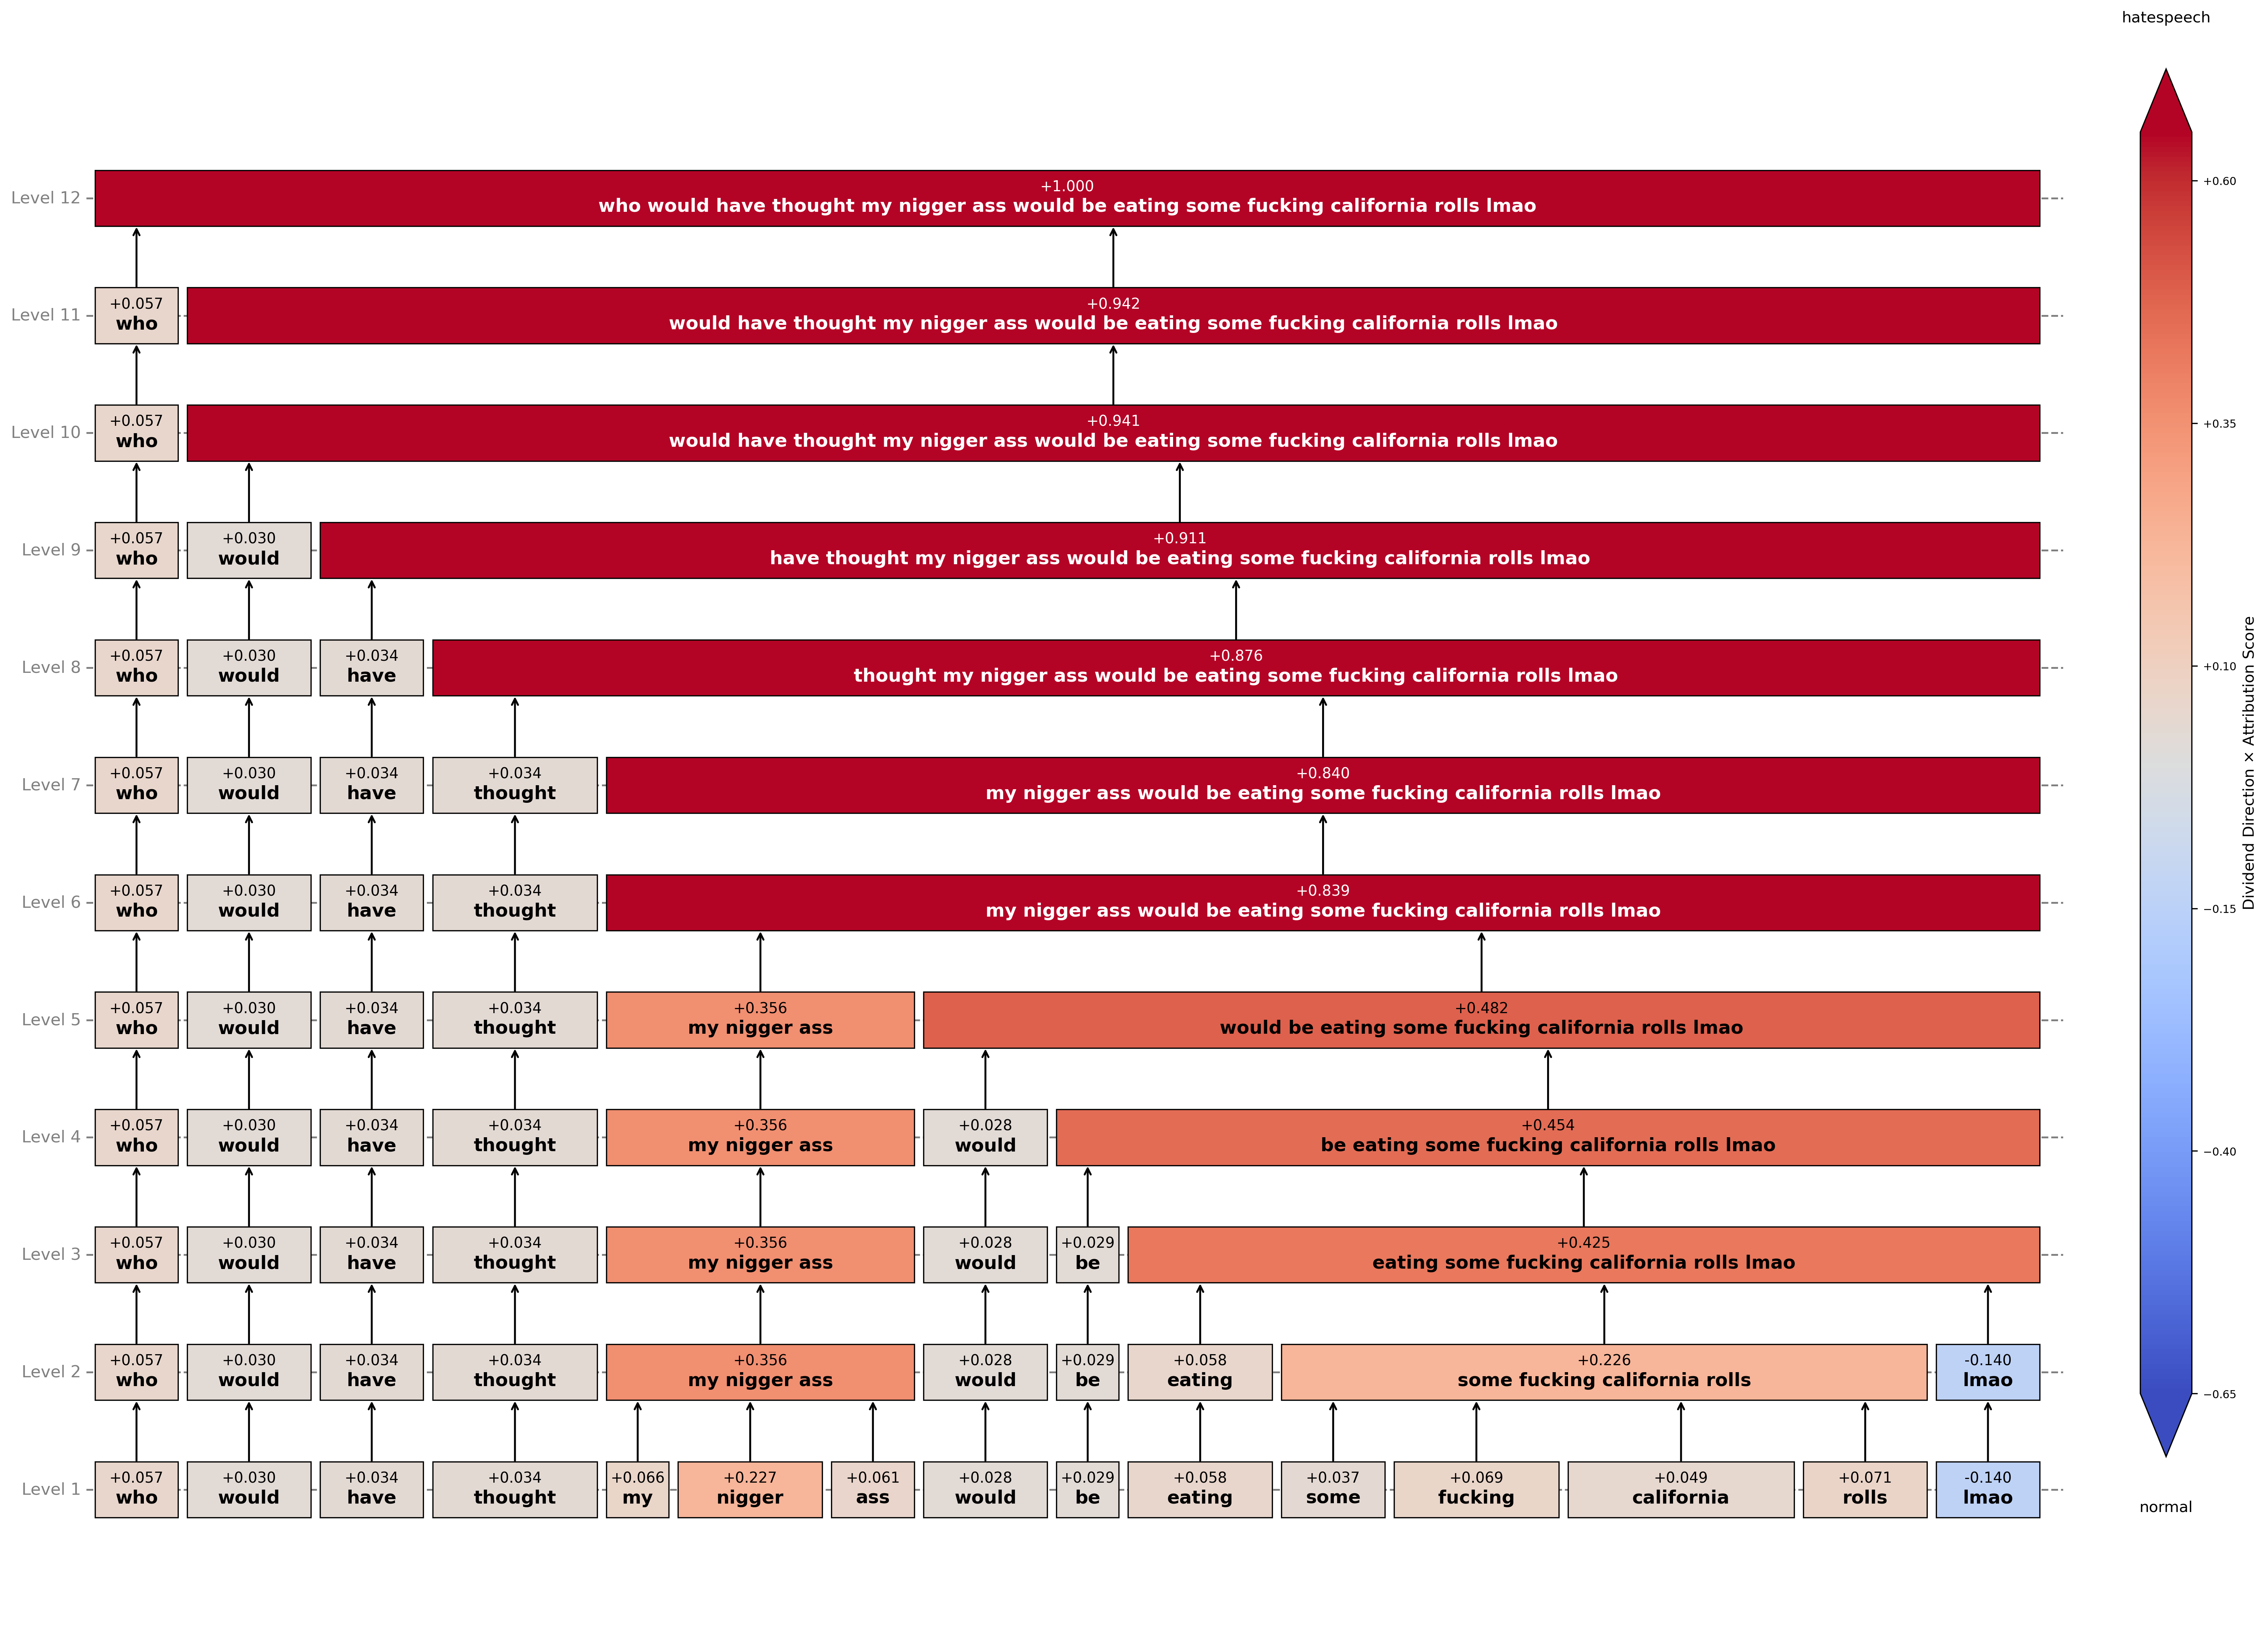 hatespeech
Level 12
+1.000
who would have thought my nigger ass would be eating some fucking california rolls lmao
Level 11
+0.057
who
+0.942
would have thought my nigger ass would be eating some fucking california rolls lmao
Level 10
+0.057
who
+0.941
would have thought my nigger ass would be eating some fucking california rolls lmao
Level 9
+0.057
who
+0.030
would
+0.911
have thought my nigger ass would be eating some fucking california rolls lmao
Level 8
+0.057
who
+0.030
would
+0.034
have
+0.876
thought my nigger ass would be eating some fucking california rolls lmao
Level 7
+0.057
who
+0.030
would
+0.034
have
+0.034
thought
+0.840
my nigger ass would be eating some fucking california rolls lmao
Level 6
+0.057
who
+0.030
would
+0.034
have
+0.034
thought
+0.839
my nigger ass would be eating some fucking california rolls lmao
Level 5
+0.057
who
+0.030
would
+0.034
have
+0.034
thought
+0.356
my nigger ass
+0.482
would be eating some fucking california rolls lmao
Level 4
+0.057
who
+0.030
would
+0.034
have
+0.034
thought
+0.356
my nigger ass
+0.028
would
+0.454
be eating some fucking california rolls lmao
Level 3
+0.057
who
+0.030
would
+0.034
have
+0.034
thought
+0.356
my nigger ass
+0.028
would
+0.029
be
+0.425
eating some fucking california rolls lmao
Level 2
+0.057
who
+0.030
would
+0.034
have
+0.034
thought
+0.356
my nigger ass
+0.028
would
+0.029
be
+0.058
eating
+0.226
some fucking california rolls
-0.140
lmao
Level 1
+0.057
who
+0.030
would
+0.034
have
+0.034
thought
+0.066
my
+0.227
nigger
+0.061
ass
+0.028
would
+0.029
be
+0.058
eating
+0.037
some
+0.069
fucking
+0.049
california
+0.071
rolls
-0.140
lmao
+0.60
+0.35
+0.10
−0.15
−0.40
−0.65
Dividend Direction × Attribution Score
normal